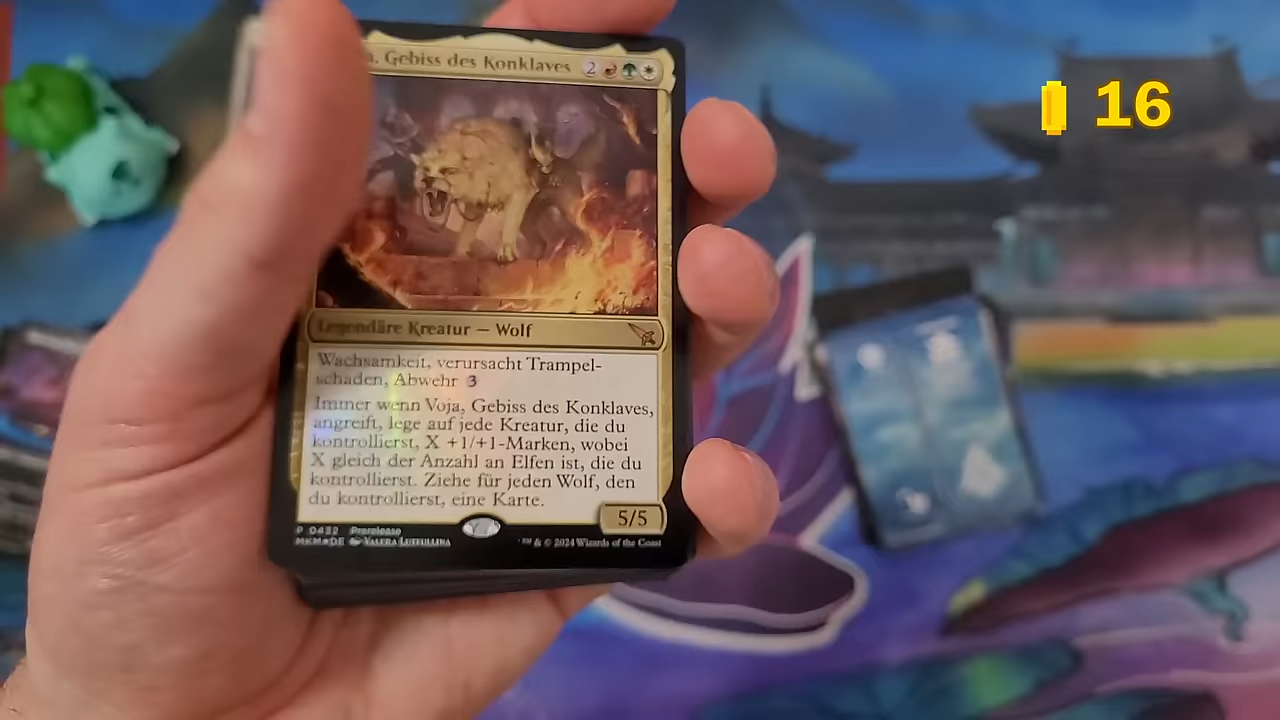 , Gebiss des Konklaves 2
16
Legendäre Kreatur — Wolf
Wachsamkeit, verursacht Trampel-
schaden, Abwehr 3
Immer wenn Voja, Gebiss des Konklaves,
angreift, lege auf jede Kreatur, die du
kontrollierst, X +1/+1-Marken, wobei
X gleich der Anzahl an Elfen ist, die du
kontrollierst. Ziehe für jeden Wolf, den
du kontrollierst, eine Karte.
5/5
P 0432 Prerelease
MKM★DE Valera Lutfullina
™ & © 2024 Wizards of the Coast